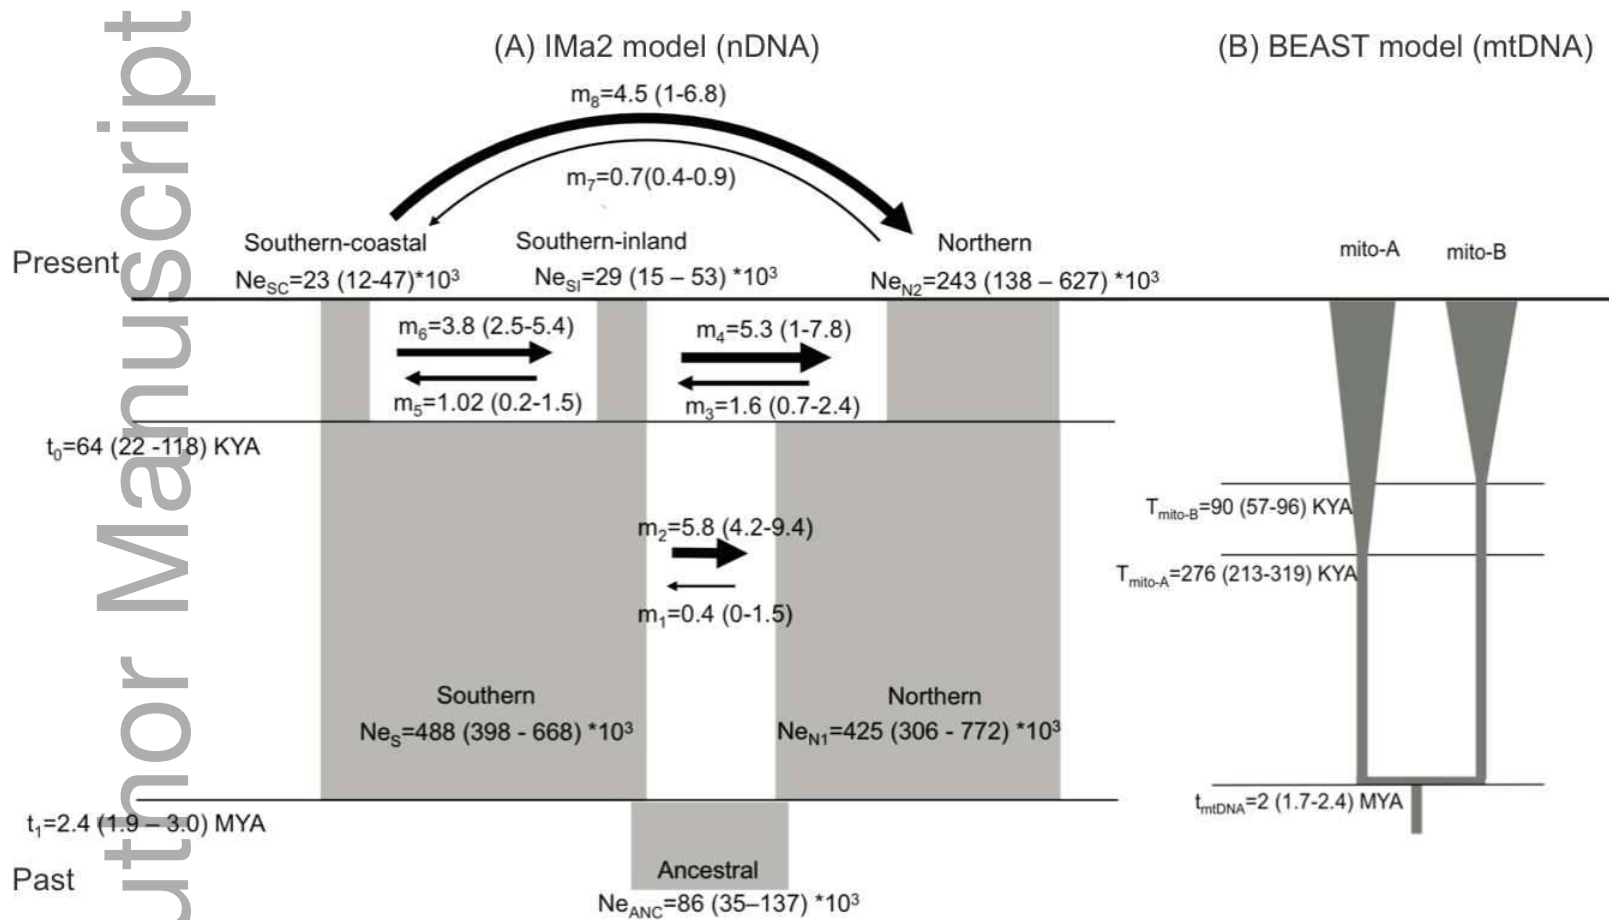 (A) IMa2 model (nDNA)
(B) BEAST model (mtDNA)
m8=4.5 (1-6.8)
m7=0.7(0.4-0.9)
Southern-coastal
Southern-inland
Northern
mito-A
mito-B
Present
NeSC=23 (12-47)*10³
NeSI=29 (15 – 53) *10³
NeN2=243 (138 – 627) *10³
m6=3.8 (2.5-5.4)
m4=5.3 (1-7.8)
m5=1.02 (0.2-1.5)
m3=1.6 (0.7-2.4)
t0=64 (22 -118) KYA
Tmito-B=90 (57-96) KYA
m2=5.8 (4.2-9.4)
Tmito-A=276 (213-319) KYA
m1=0.4 (0-1.5)
Southern
Northern
NeS=488 (398 - 668) *10³
NeN1=425 (306 - 772) *10³
tmtDNA=2 (1.7-2.4) MYA
t1=2.4 (1.9 – 3.0) MYA
Past
Ancestral
NeANC=86 (35–137) *10³
uthor Manuscript